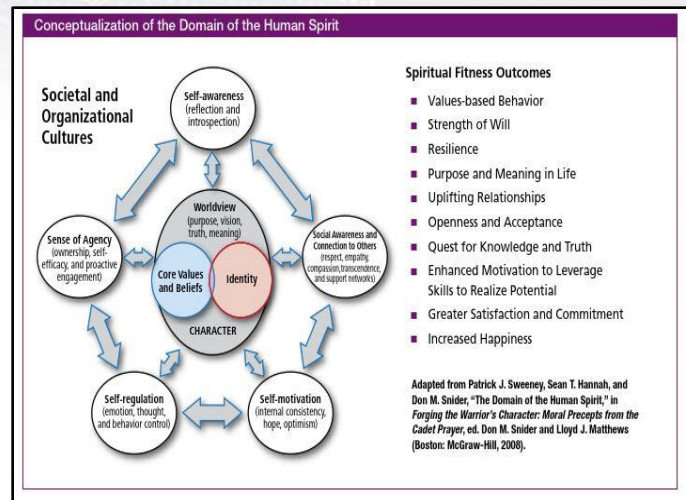 Conceptualization of the Domain of the Human Spirit
Societal and
Organizational
Cultures
Self-awareness
(reflection and
introspection)
Worldview
(purpose, vision,
truth, meaning)
Core Values
and Beliefs
Identity
CHARACTER
Sense of Agency
(ownership, self-
efficacy, and proactive
engagement)
Social Awareness and
Connection to Others
(respect, empathy,
compassion, transcendence,
and support networks)
Self-regulation
(emotion, thought,
and behavior control)
Self-motivation
(internal consistency,
hope, optimism)
Spiritual Fitness Outcomes
■ Values-based Behavior
■ Strength of Will
■ Resilience
■ Purpose and Meaning in Life
■ Uplifting Relationships
■ Openness and Acceptance
■ Quest for Knowledge and Truth
■ Enhanced Motivation to Leverage
Skills to Realize Potential
■ Greater Satisfaction and Commitment
■ Increased Happiness
Adapted from Patrick J. Sweeney, Sean T. Hannah, and
Don M. Snider, “The Domain of the Human Spirit,” in
Forging the Warrior’s Character: Moral Precepts from the
Cadet Prayer, ed. Don M. Snider and Lloyd J. Matthews
(Boston: McGraw-Hill, 2008).